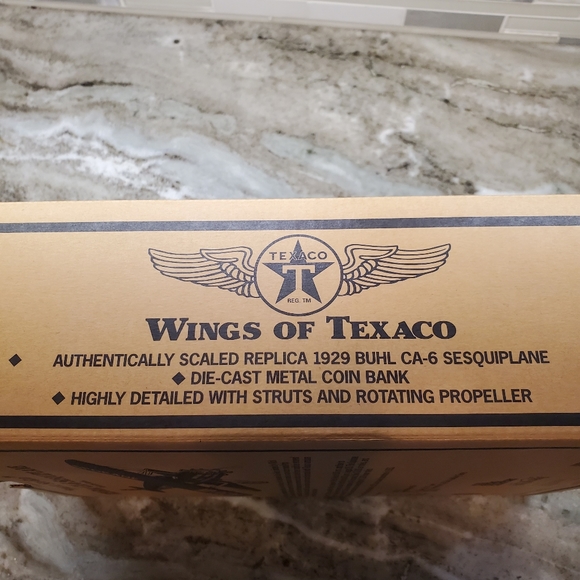 TEXACO
T
REG. TM
WINGS OF TEXACO
◆ AUTHENTICALLY SCALED REPLICA 1929 BUHL CA-6 SESQUIPLANE
◆ DIE-CAST METAL COIN BANK
◆ HIGHLY DETAILED WITH STRUTS AND ROTATING PROPELLER